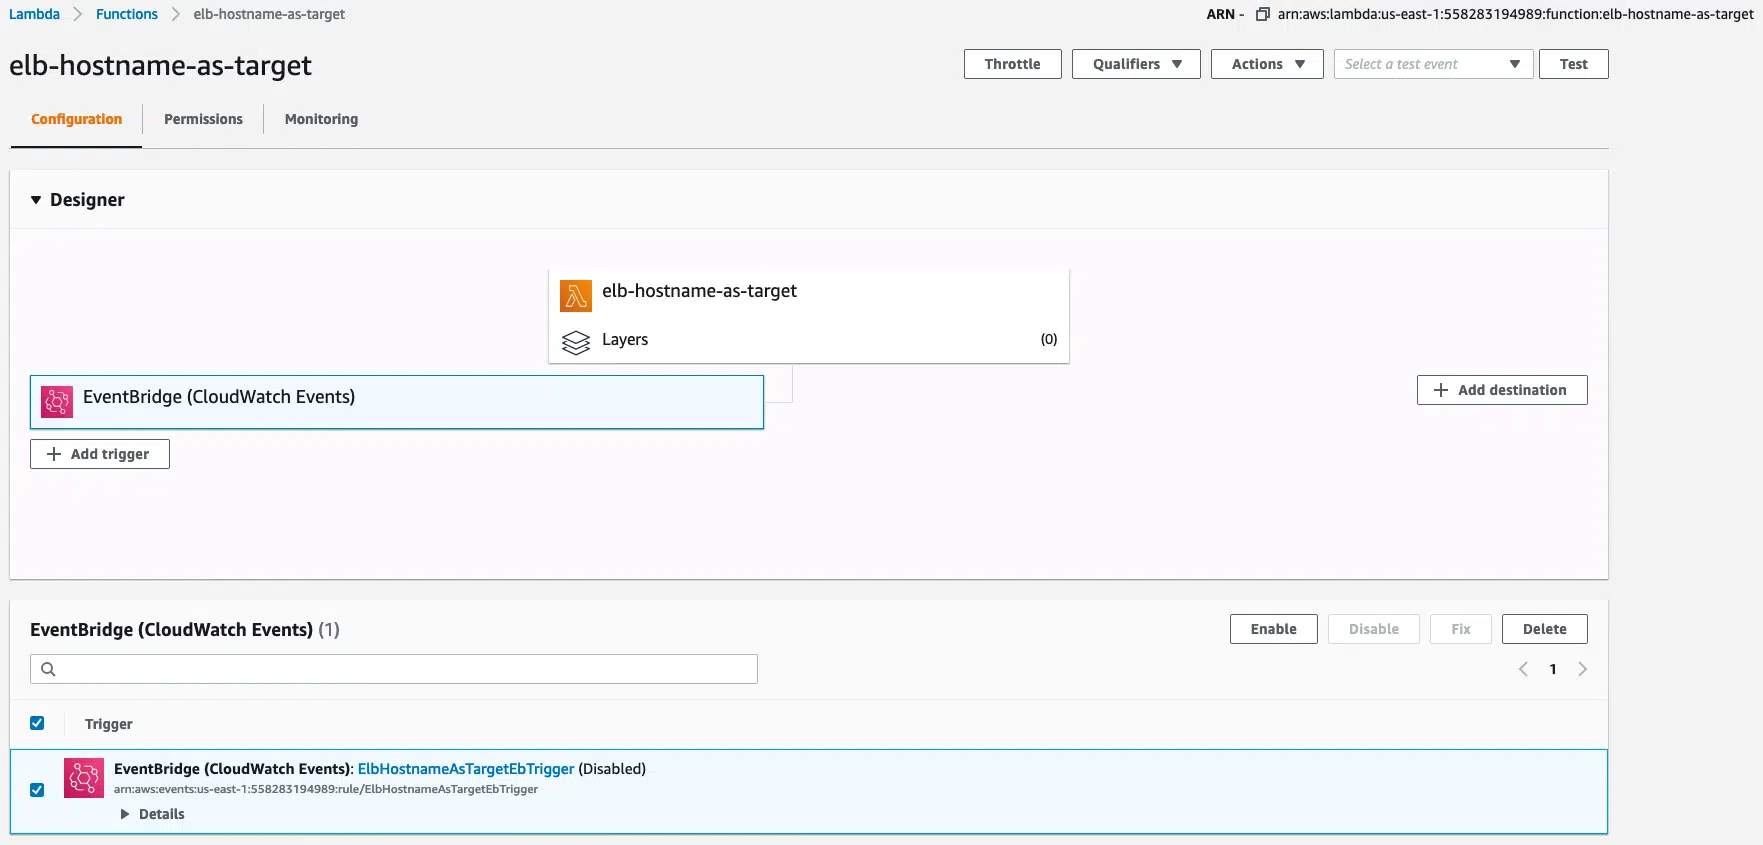 Lambda > Functions > elb-hostname-as-target ARN - arn:aws:lambda:us-east-1:558283194989:function:elb-hostname-as-target
elb-hostname-as-target Throttle Qualifiers Actions Select a test event Test
Configuration Permissions Monitoring
Designer
elb-hostname-as-target
Layers (0)
EventBridge (CloudWatch Events) + Add destination
+ Add trigger
EventBridge (CloudWatch Events) (1) Enable Disable Fix Delete
< 1 >
Trigger
EventBridge (CloudWatch Events): ElbHostnameAsTargetEbTrigger (Disabled)
arn:aws:events:us-east-1:558283194989:rule/ElbHostnameAsTargetEbTrigger
Details